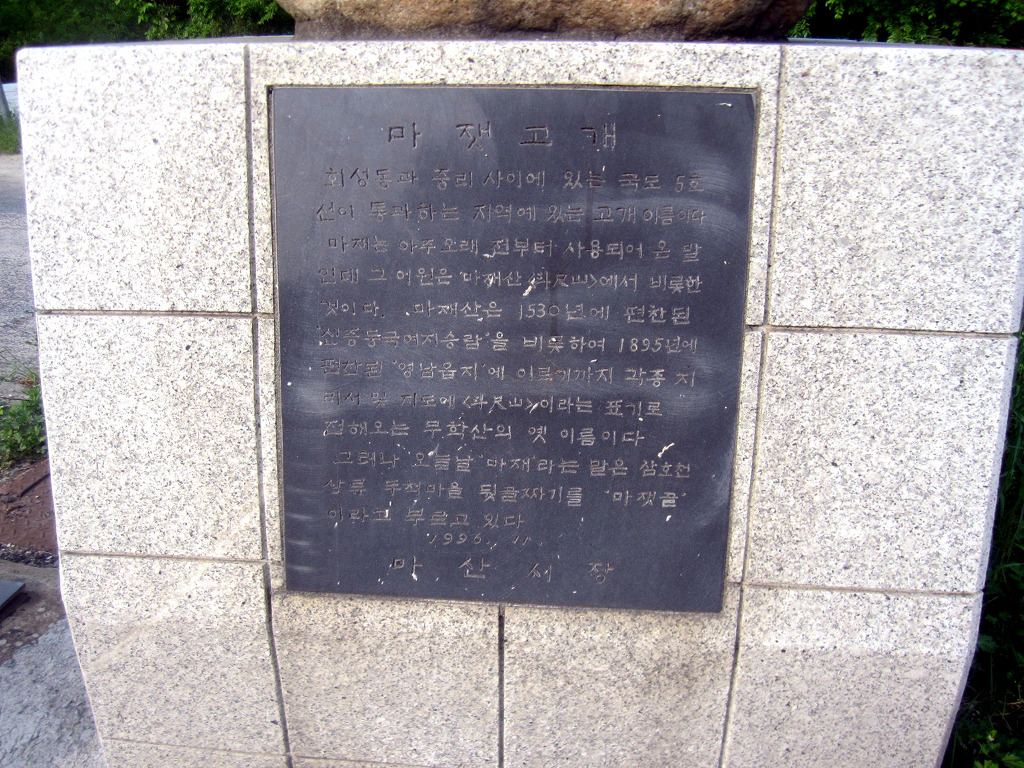 마 잿 고 개
회성동과 중리 사이에 있는 국도 5호
선이 통과하는 지역에 있는 고개 이름이다
마재는 아주오래 전부터 사용되어 온 말
인데 그 어원은 '마재산〈斗尺山〉에서 비롯한
것이다. 마재산은 1530년에 편찬된
'신증동국여지승람'을 비롯하여 1895년에
편찬된 '영남읍지'에 이르기까지 각종 지
리서 및 지도에〈斗尺山〉이라는 표기로
전해오는 무학산의 옛 이름이다
그러나 오늘날 '마재'라는 말은 삼호천
상류 두척마을 뒷골짜기를 '마잿골'
이라고 부르고 있다
1996. 11.
마 산 시 장